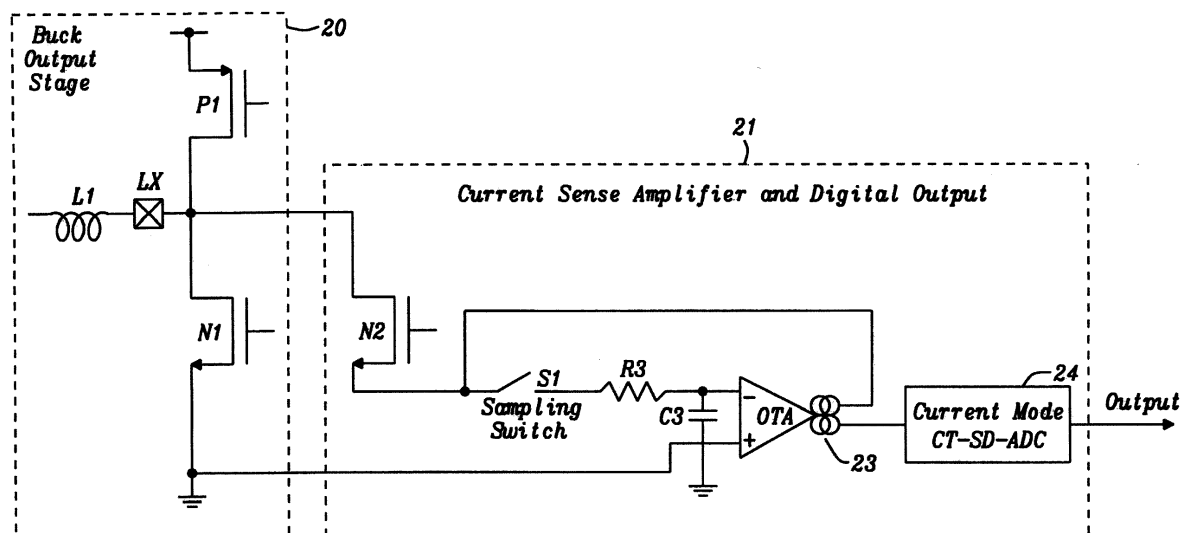 Buck
Output
Stage
20
P1
21
L1
LX
Current Sense Amplifier and Digital Output
N1
N2
S1
Sampling
Switch
R3
C3
−
+
OTA
23
24
Current Mode
CT-SD-ADC
Output